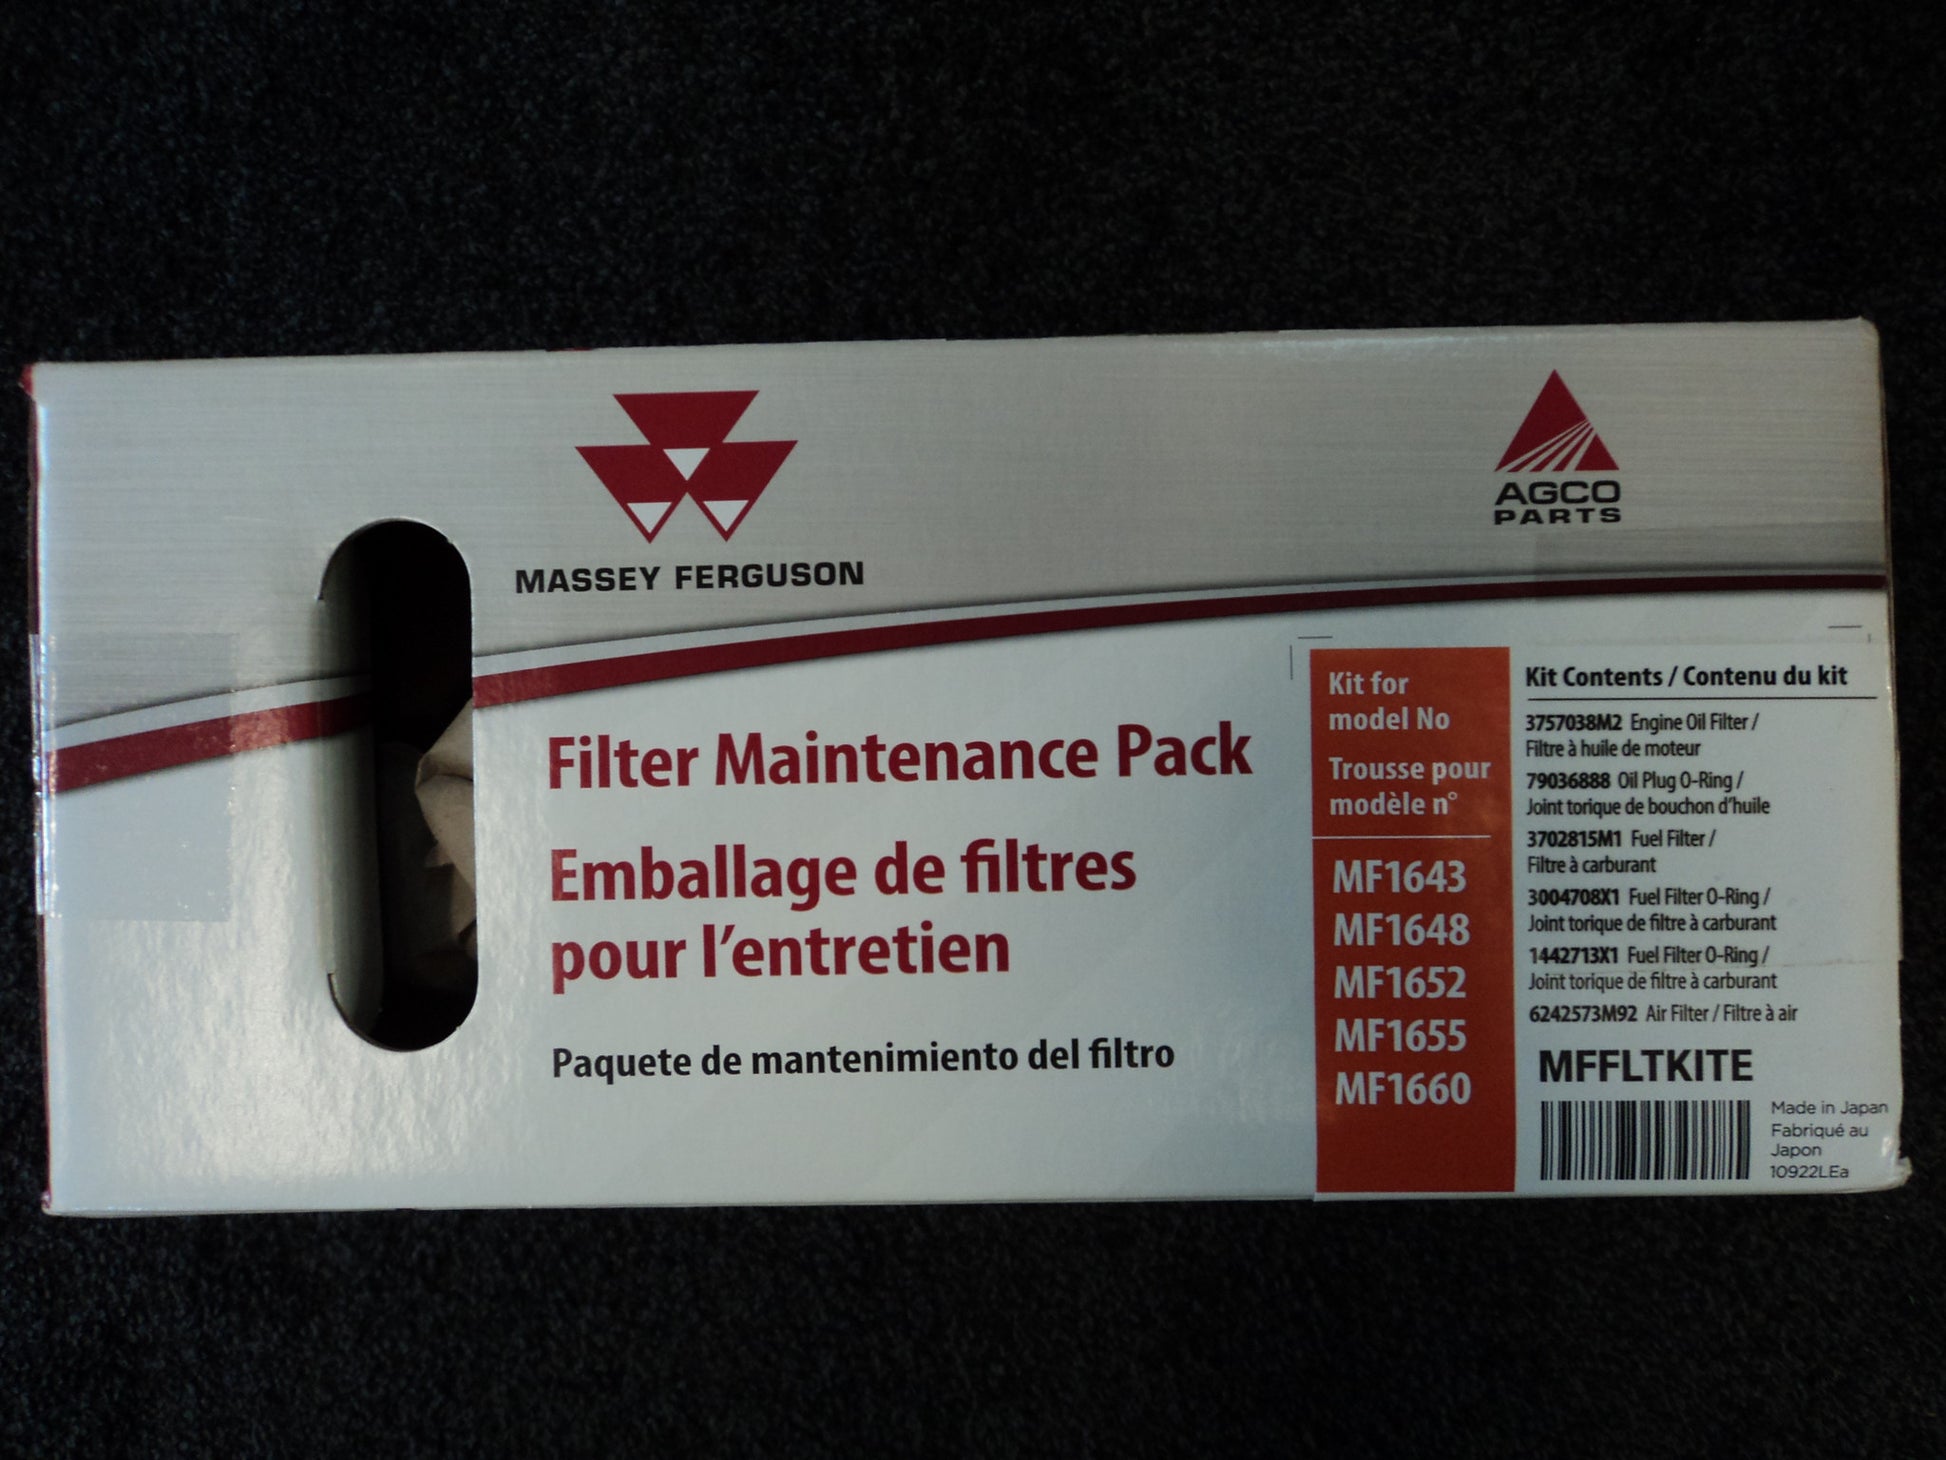 MASSEY FERGUSON
AGCO
PARTS
Filter Maintenance Pack
Emballage de filtres
pour l'entretien
Paquete de mantenimiento del filtro
Kit for
model No
Trousse pour
modèle n°
MF1643
MF1648
MF1652
MF1655
MF1660
Kit Contents / Contenu du kit
3757038M2 Engine Oil Filter /
Filtre à huile de moteur
79036888 Oil Plug O-Ring /
Joint torique de bouchon d'huile
3702815M1 Fuel Filter /
Filtre à carburant
3004708X1 Fuel Filter O-Ring /
Joint torique de filtre à carburant
1442713X1 Fuel Filter O-Ring /
Joint torique de filtre à carburant
6242573M92 Air Filter / Filtre à air
MFFLTKITE
Made in Japan
Fabriqué au
Japon
10922LEa